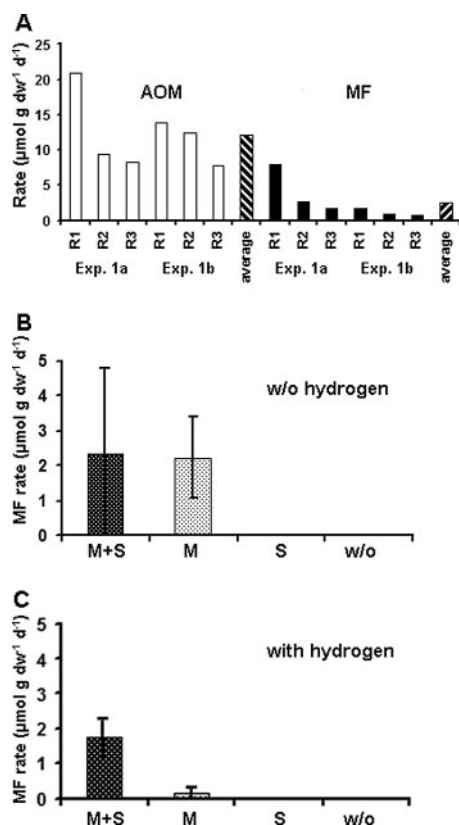 A
Rate (µmol g dw⁻¹ d⁻¹)
25
20
15
10
5
0
AOM
MF
R1 R2 R3 R1 R2 R3 average R1 R2 R3 R1 R2 R3 average
Exp. 1a Exp. 1b Exp. 1a Exp. 1b
B
MF rate (µmol g dw⁻¹ d⁻¹)
5
4
3
2
1
0
w/o hydrogen
M+S M S w/o
C
MF rate (µmol g dw⁻¹ d⁻¹)
5
4
3
2
1
0
with hydrogen
M+S M S w/o